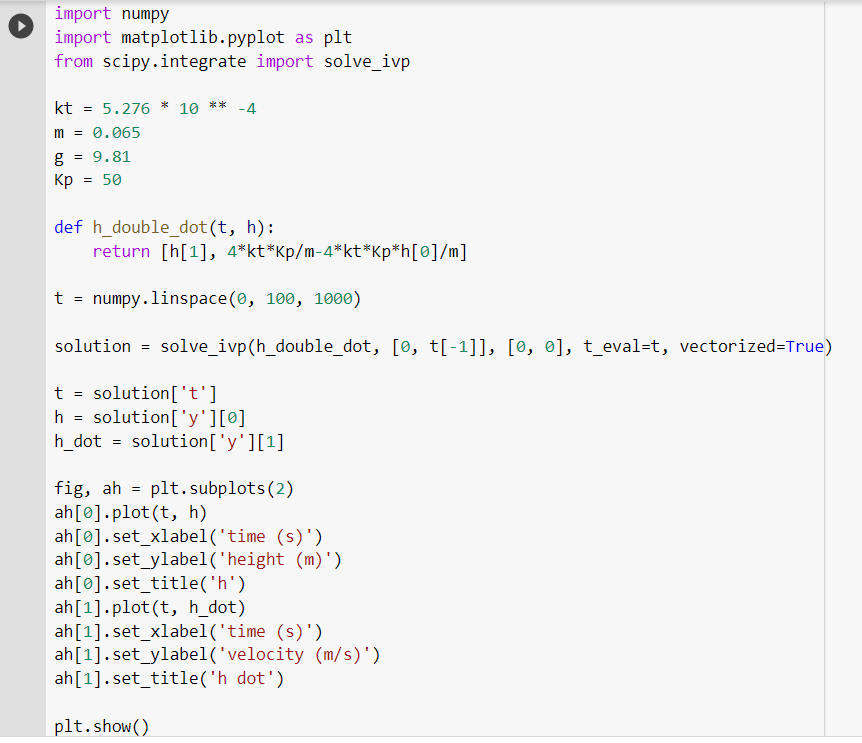 import numpy
import matplotlib.pyplot as plt
from scipy.integrate import solve_ivp

kt = 5.276 * 10 ** -4
m = 0.065
g = 9.81
Kp = 50

def h_double_dot(t, h):
    return [h[1], 4*kt*Kp/m-4*kt*Kp*h[0]/m]

t = numpy.linspace(0, 100, 1000)

solution = solve_ivp(h_double_dot, [0, t[-1]], [0, 0], t_eval=t, vectorized=True)

t = solution['t']
h = solution['y'][0]
h_dot = solution['y'][1]

fig, ah = plt.subplots(2)
ah[0].plot(t, h)
ah[0].set_xlabel('time (s)')
ah[0].set_ylabel('height (m)')
ah[0].set_title('h')
ah[1].plot(t, h_dot)
ah[1].set_xlabel('time (s)')
ah[1].set_ylabel('velocity (m/s)')
ah[1].set_title('h dot')

plt.show()